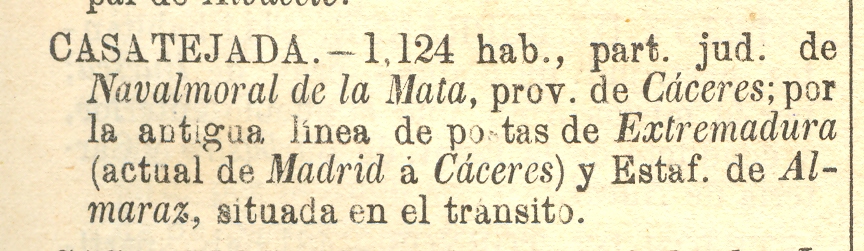 CASATEJADA.—1,124 hab., part. jud. de
Navalmoral de la Mata, prov. de Cáceres; por
la antigua línea de postas de Extremadura
(actual de Madrid á Cáceres) y Estaf. de Al-
maraz, situada en el tránsito.